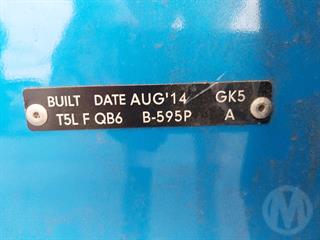 BUILT DATE AUG'14 GK5
T5L F QB6 B-595P A